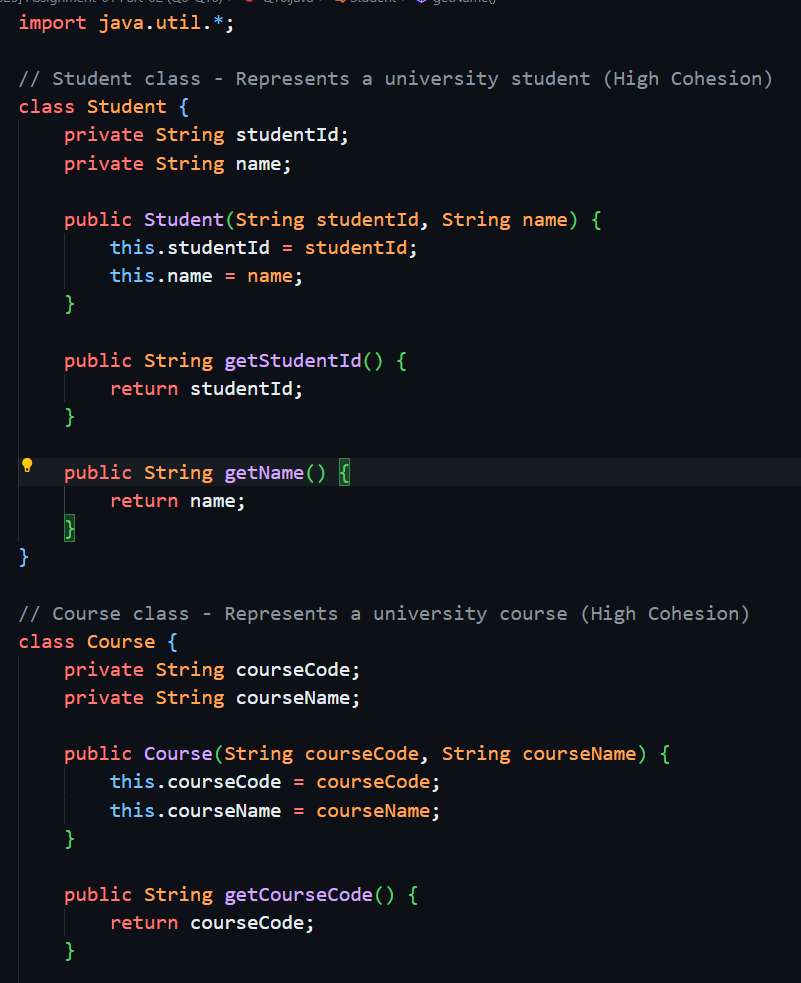 import java.util.*;
// Student class - Represents a university student (High Cohesion)
class Student {
    private String studentId;
    private String name;
    public Student(String studentId, String name) {
        this.studentId = studentId;
        this.name = name;
    }
    public String getStudentId() {
        return studentId;
    }
    public String getName() {
        return name;
    }
}
// Course class - Represents a university course (High Cohesion)
class Course {
    private String courseCode;
    private String courseName;
    public Course(String courseCode, String courseName) {
        this.courseCode = courseCode;
        this.courseName = courseName;
    }
    public String getCourseCode() {
        return courseCode;
    }